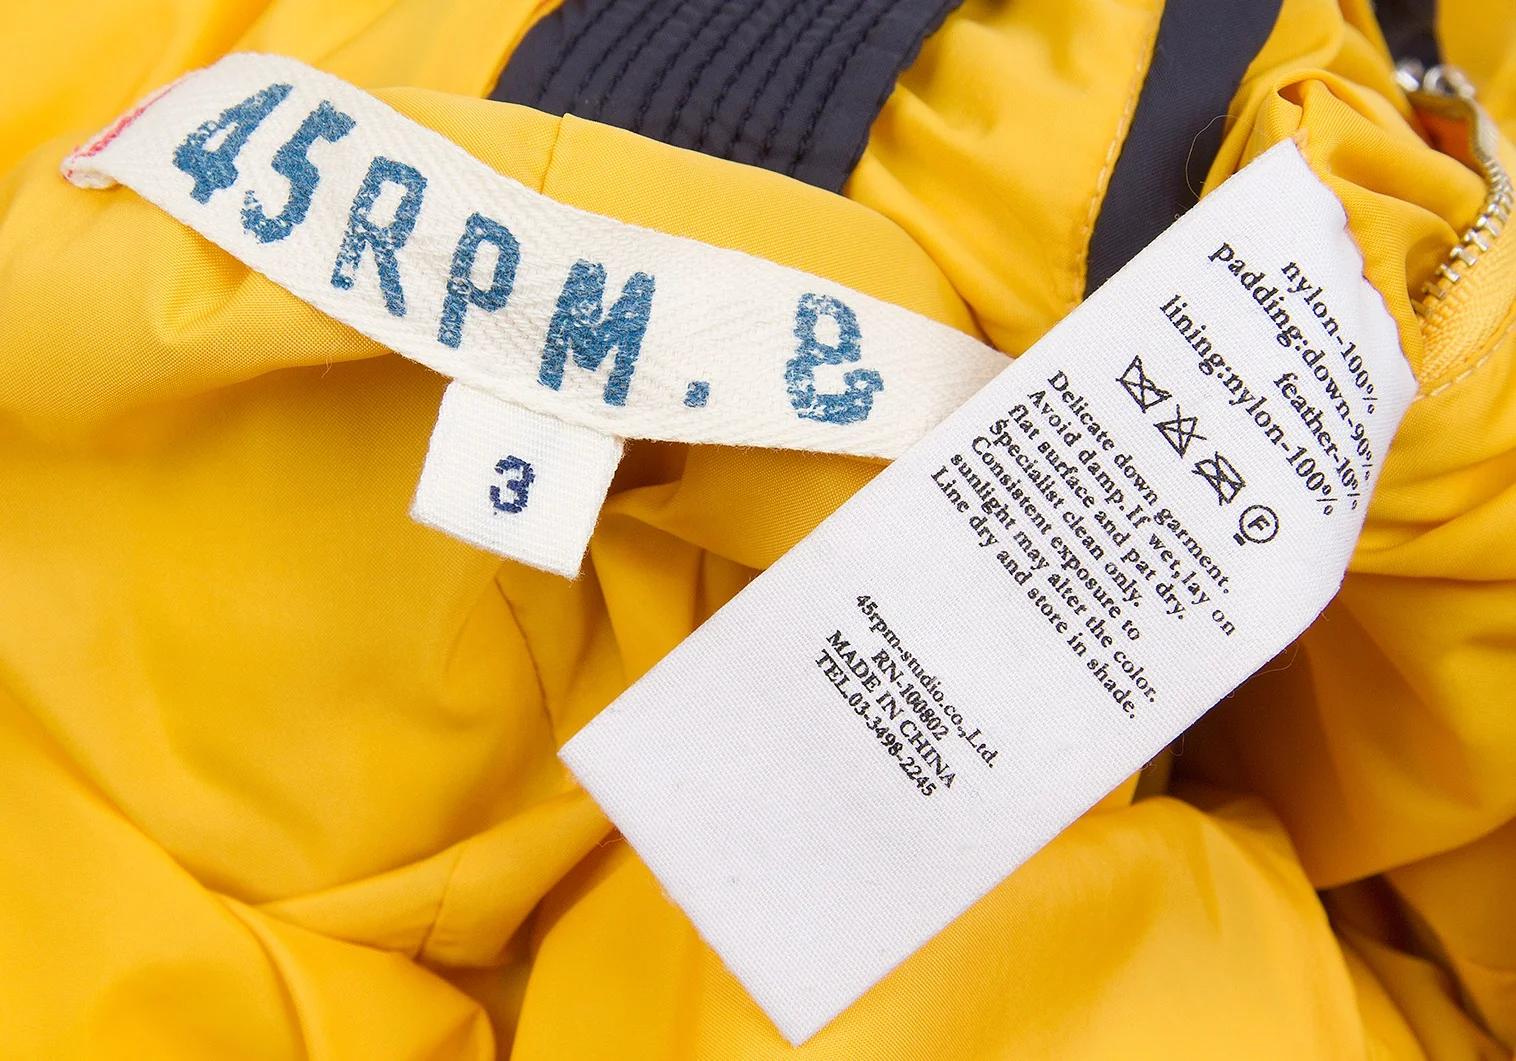 45RPM. &
3
nylon-100%
padding:down-90%
feather-10%
lining:nylon-100%
F
Delicate down garment.
Avoid damp. If wet, lay on
flat surface and pat dry.
Specialist clean only.
Consistent exposure to
sunlight may alter the color.
Line dry and store in shade.
45rpm-studio.co.,Ltd.
RN-100802
MADE IN CHINA
TEL.03-3498-2245